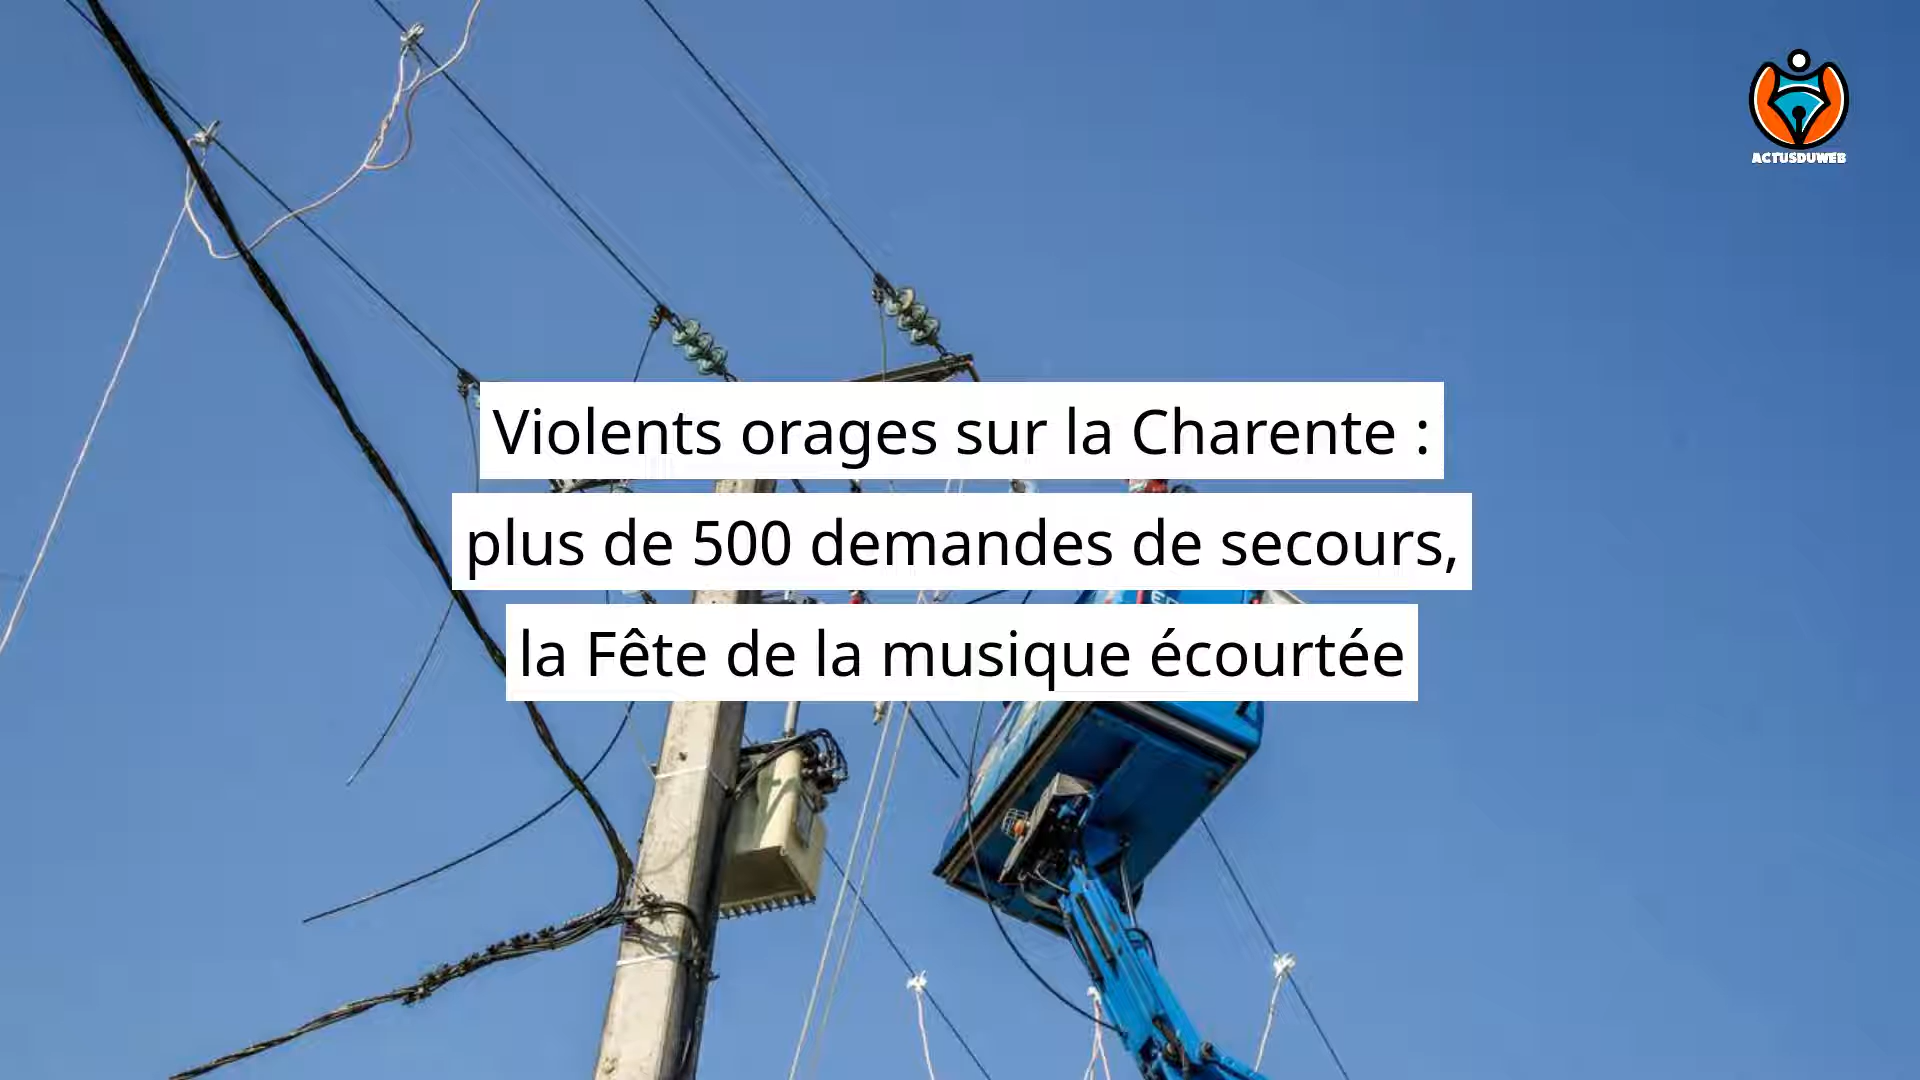 ACTUSDUWEB
Violents orages sur la Charente :
plus de 500 demandes de secours,
la Fête de la musique écourtée